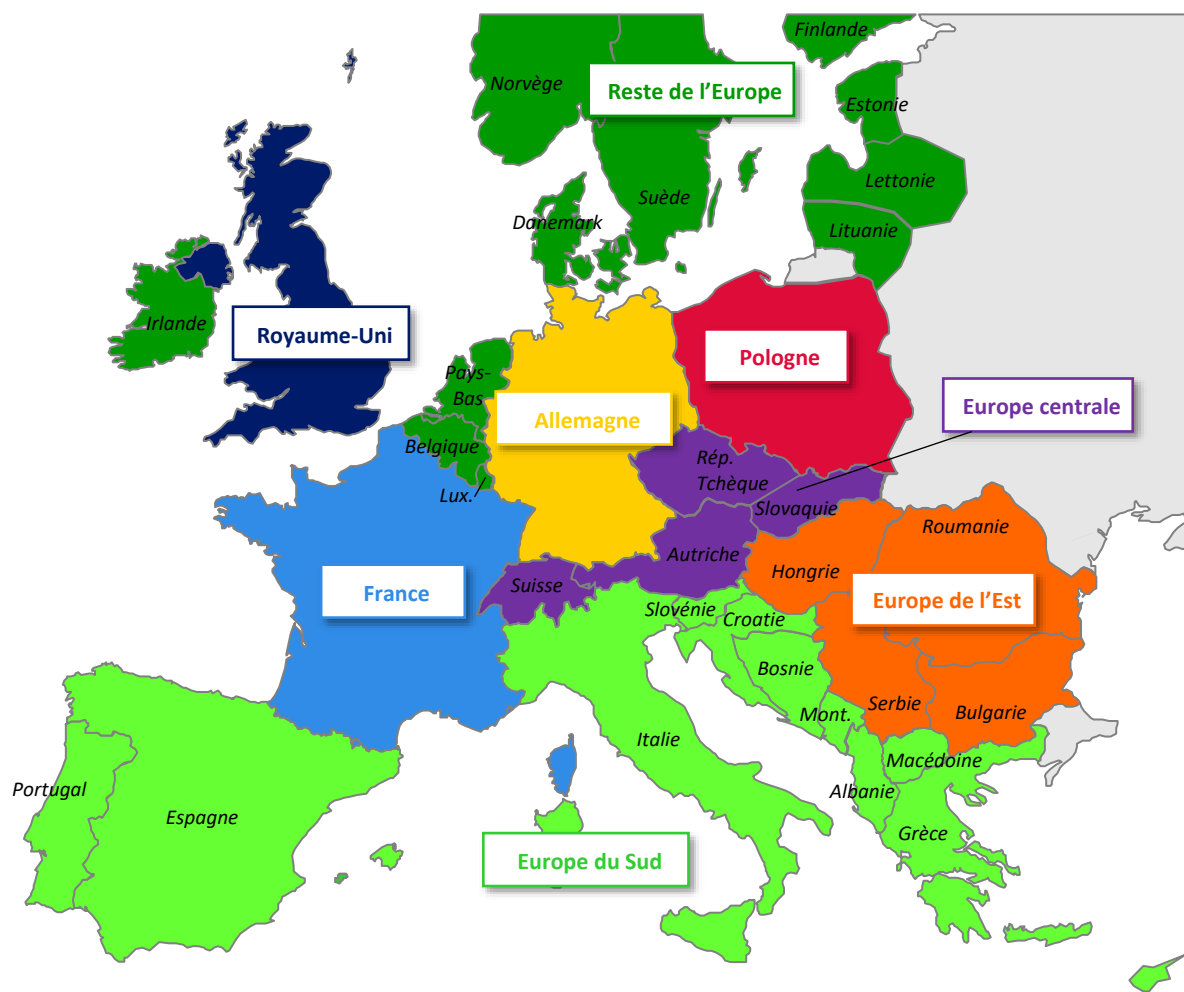 Finlande
Norvège
Reste de l'Europe
Estonie
Lettonie
Suède
Danemark
Lituanie
Irlande
Royaume-Uni
Pologne
Pays-
Bas
Europe centrale
Allemagne
Belgique
Rép.
Tchèque
Lux.
Slovaquie
Roumanie
Autriche
Hongrie
Suisse
France
Europe de l'Est
Slovénie
Croatie
Bosnie
Serbie
Bulgarie
Mont.
Italie
Macédoine
Portugal
Albanie
Espagne
Grèce
Europe du Sud